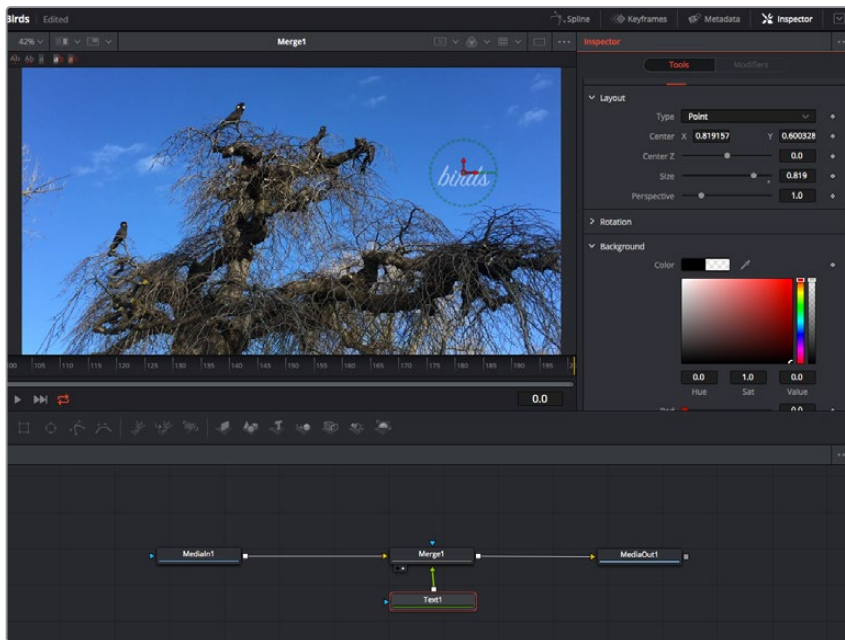 Birds Edited Spline Keyframes Metadata Inspector
42% Merge1 Inspector
Tools Modifiers
Layout
Type Point
Center X 0.819157 Y 0.600328
Center Z 0.0
Size 0.819
Perspective 1.0
Rotation
Background
Color
birds
105 110 115 120 125 130 135 140 145 150 155 160 165 170 175 180 185 190 195
0.0 1.0 0.0
Hue Sat Value
0.0
MediaIn1 Merge1 MediaOut1
Text1